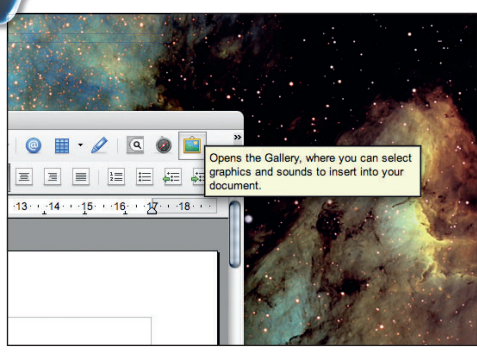 @
»
Opens the Gallery, where you can select
graphics and sounds to insert into your
document.
13 14 15 16 17 18